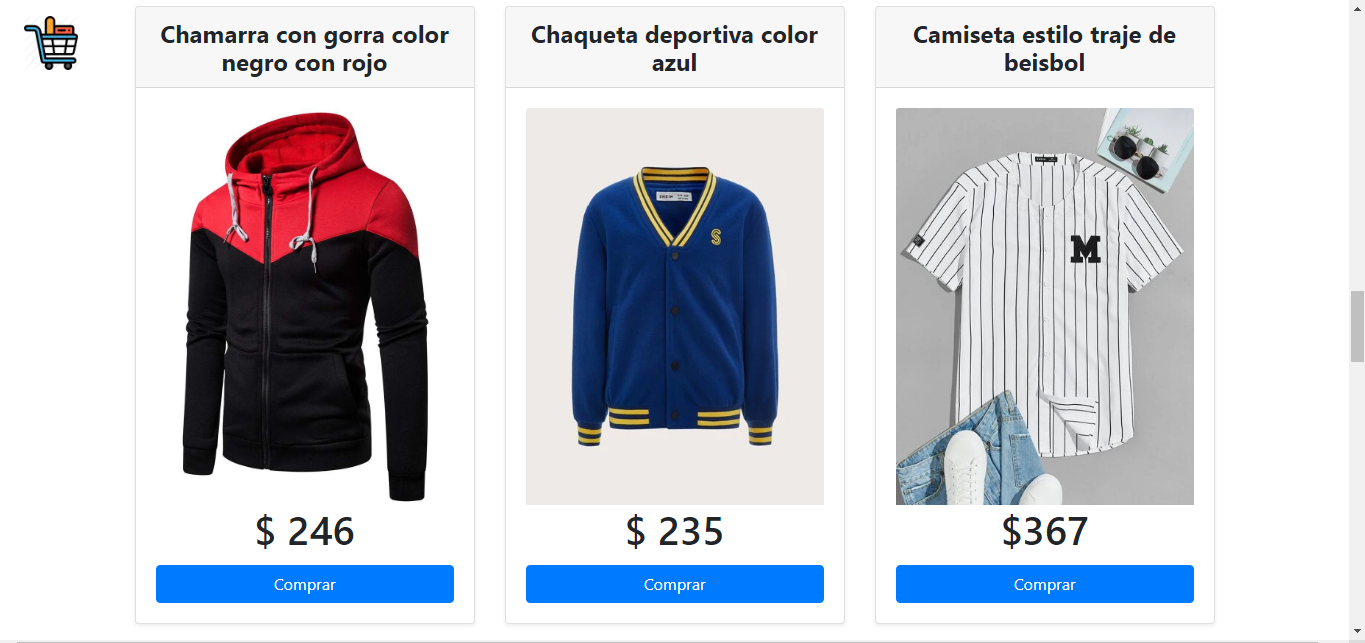 Chamarra con gorra color
negro con rojo
Chaqueta deportiva color
azul
Camiseta estilo traje de
beisbol
S
M
$ 246
$ 235
$367
Comprar
Comprar
Comprar